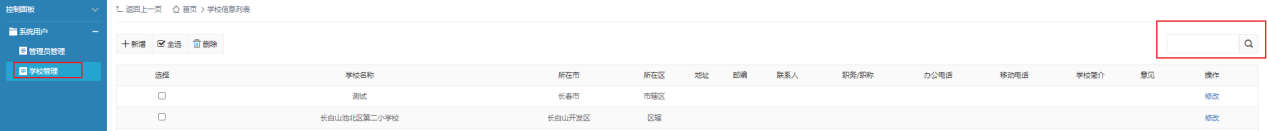 控制面板
返回上一页 首页 > 学校信息列表
系统用户
管理员管理
学校管理
新增 全选 删除
选择 学校名称 所在市 所在区 地址 邮编 联系人 职务/职称 办公电话 移动电话 学校简介 意见 操作
测试 长春市 市辖区 修改
长白山池北区第二小学校 长白山开发区 区辖 修改